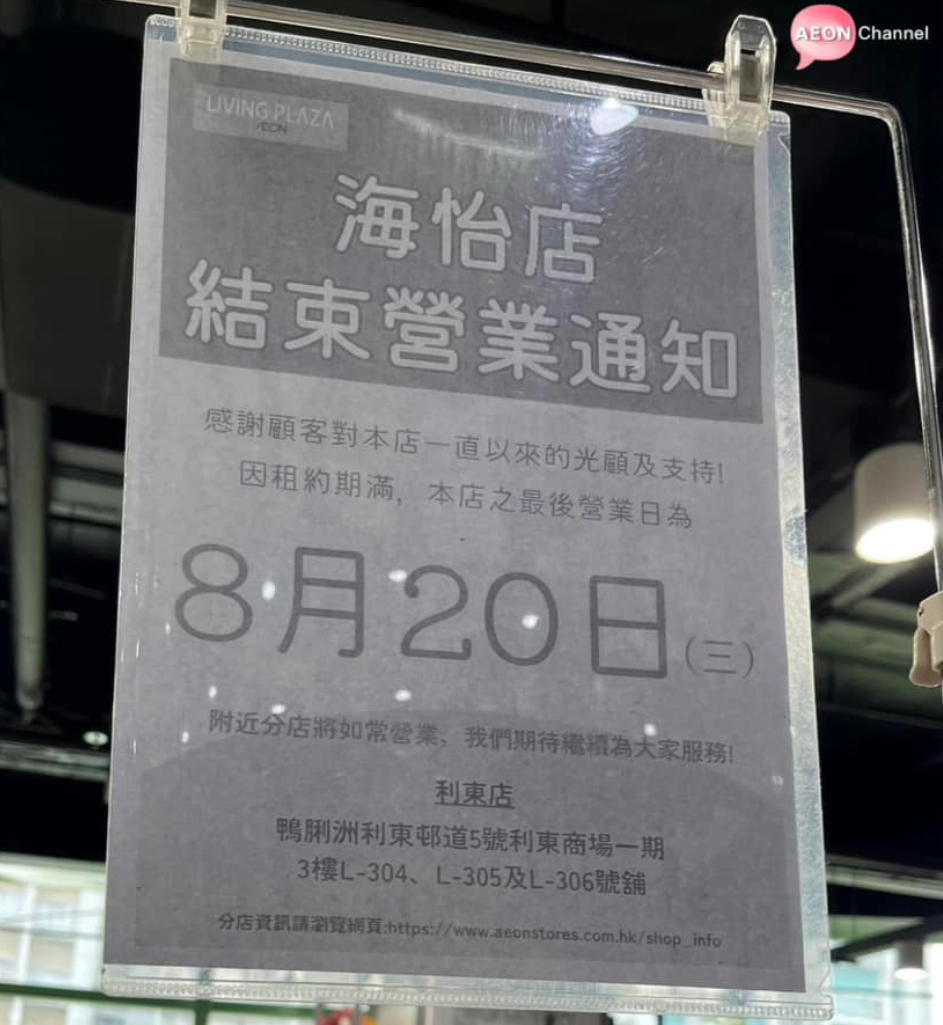 AEON Channel
LIVING PLAZA
AEON
海怡店
結束營業通知
感謝顧客對本店一直以來的光顧及支持!
因租約期滿,本店之最後營業日為
8月20日(三)
附近分店將如常營業,我們期待繼續為大家服務!
利東店
鴨脷洲利東邨道5號利東商場一期
3樓L-304、L-305及L-306號舖
分店資訊請瀏覽網頁:https://www.aeonstores.com.hk/shop_info